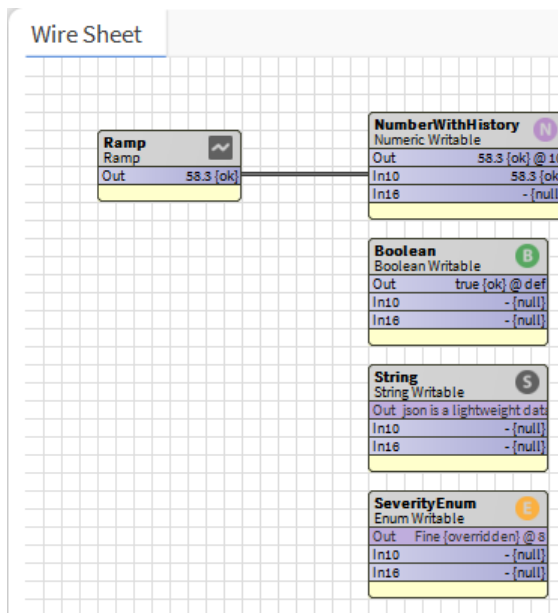 Wire Sheet
Ramp
Ramp
Out 58.3 {ok}
NumberWithHistory N
Numeric Writable
Out 58.3 {ok} @ 10
In10 58.3 {ok
In16 - {null
Boolean B
Boolean Writable
Out true {ok} @ def
In10 - {null}
In16 - {null}
String S
String Writable
Out json is a lightweight data
In10 - {null}
In16 - {null}
SeverityEnum E
Enum Writable
Out Fine {overridden} @ 8
In10 - {null}
In16 - {null}